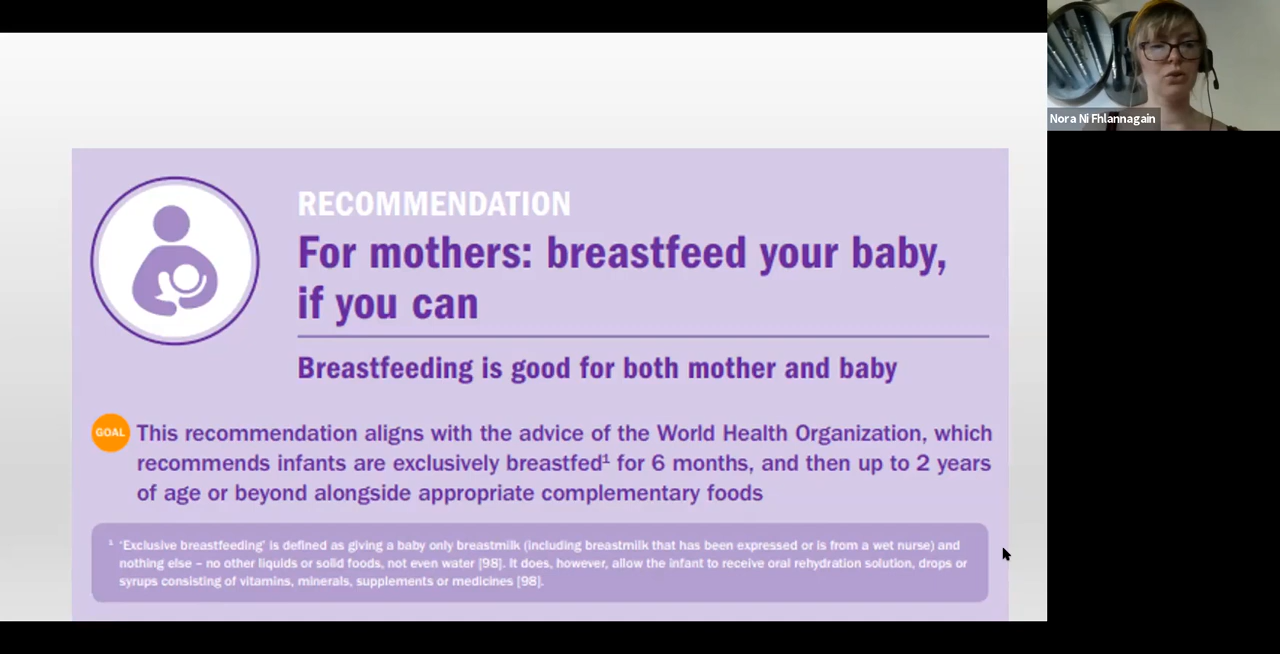 Nora Ni Fhlannagain
RECOMMENDATION
For mothers: breastfeed your baby,
if you can
Breastfeeding is good for both mother and baby
GOAL
This recommendation aligns with the advice of the World Health Organization, which
recommends infants are exclusively breastfed¹ for 6 months, and then up to 2 years
of age or beyond alongside appropriate complementary foods
¹ ‘Exclusive breastfeeding’ is defined as giving a baby only breastmilk (including breastmilk that has been expressed or is from a wet nurse) and
nothing else – no other liquids or solid foods, not even water [98]. It does, however, allow the infant to receive oral rehydration solution, drops or
syrups consisting of vitamins, minerals, supplements or medicines [98].